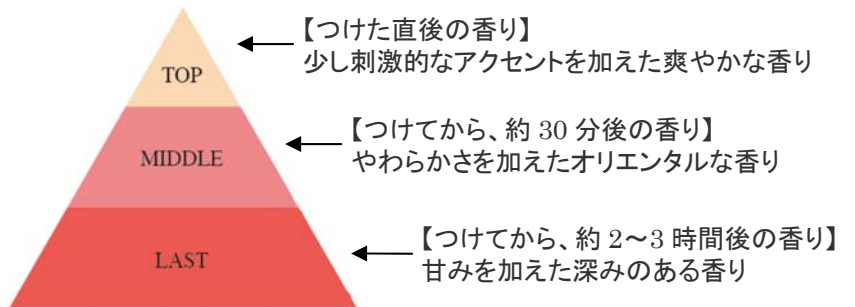 【つけた直後の香り】
少し刺激的なアクセントを加えた爽やかな香り
TOP
【つけてから、約 30 分後の香り】
MIDDLE
やわらかさを加えたオリエンタルな香り
【つけてから、約 2～3 時間後の香り】
LAST
甘みを加えた深みのある香り